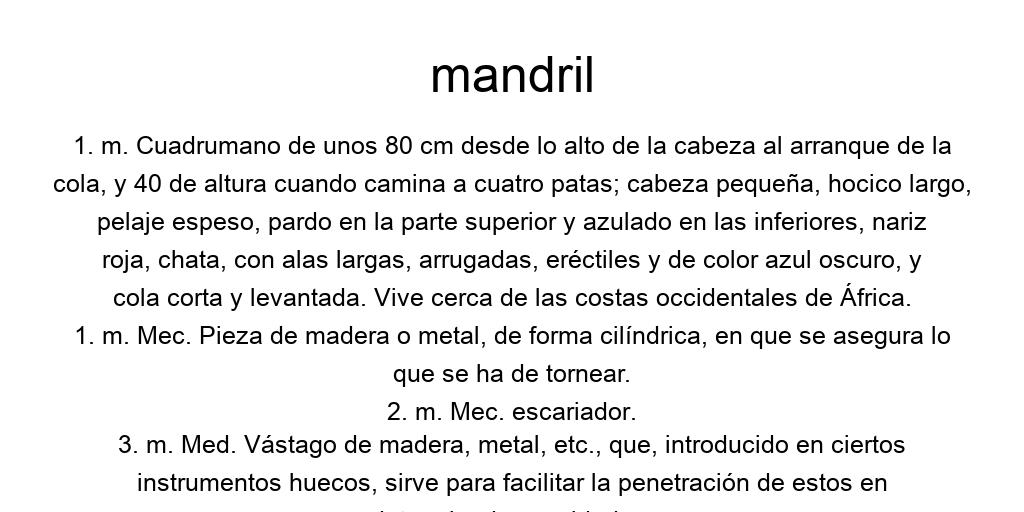 mandril
1. m. Cuadrumano de unos 80 cm desde lo alto de la cabeza al arranque de la
cola, y 40 de altura cuando camina a cuatro patas; cabeza pequeña, hocico largo,
pelaje espeso, pardo en la parte superior y azulado en las inferiores, nariz
roja, chata, con alas largas, arrugadas, eréctiles y de color azul oscuro, y
cola corta y levantada. Vive cerca de las costas occidentales de África.
1. m. Mec. Pieza de madera o metal, de forma cilíndrica, en que se asegura lo
que se ha de tornear.
2. m. Mec. escariador.
3. m. Med. Vástago de madera, metal, etc., que, introducido en ciertos
instrumentos huecos, sirve para facilitar la penetración de estos en